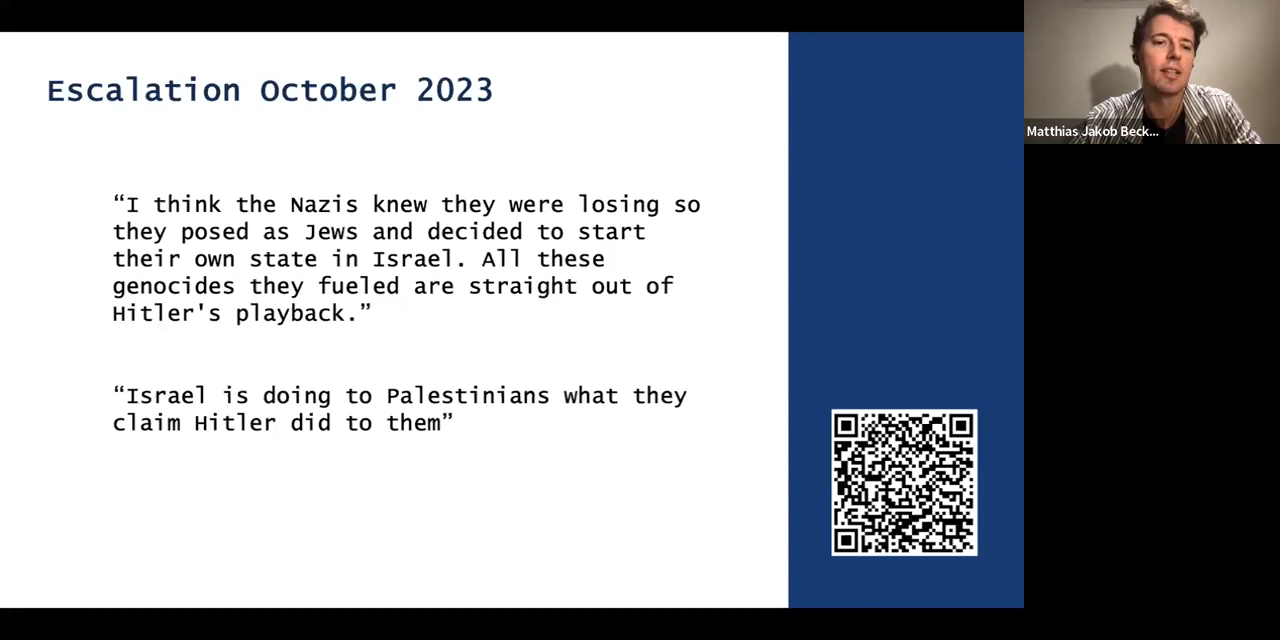 Escalation October 2023
“I think the Nazis knew they were losing so
they posed as Jews and decided to start
their own state in Israel. All these
genocides they fueled are straight out of
Hitler's playback.”
“Israel is doing to Palestinians what they
claim Hitler did to them”
Matthias Jakob Beck...